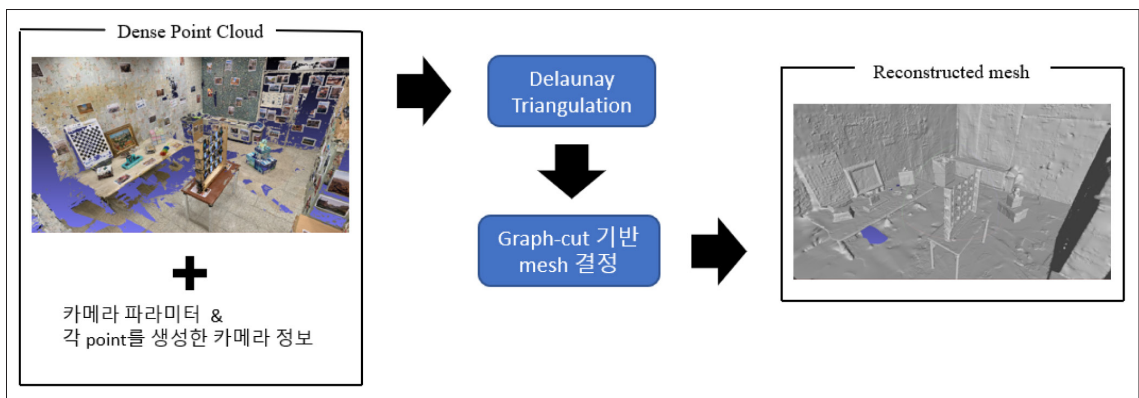 Dense Point Cloud
카메라 파라미터 &
각 point를 생성한 카메라 정보
Delaunay
Triangulation
Graph-cut 기반
mesh 결정
Reconstructed mesh